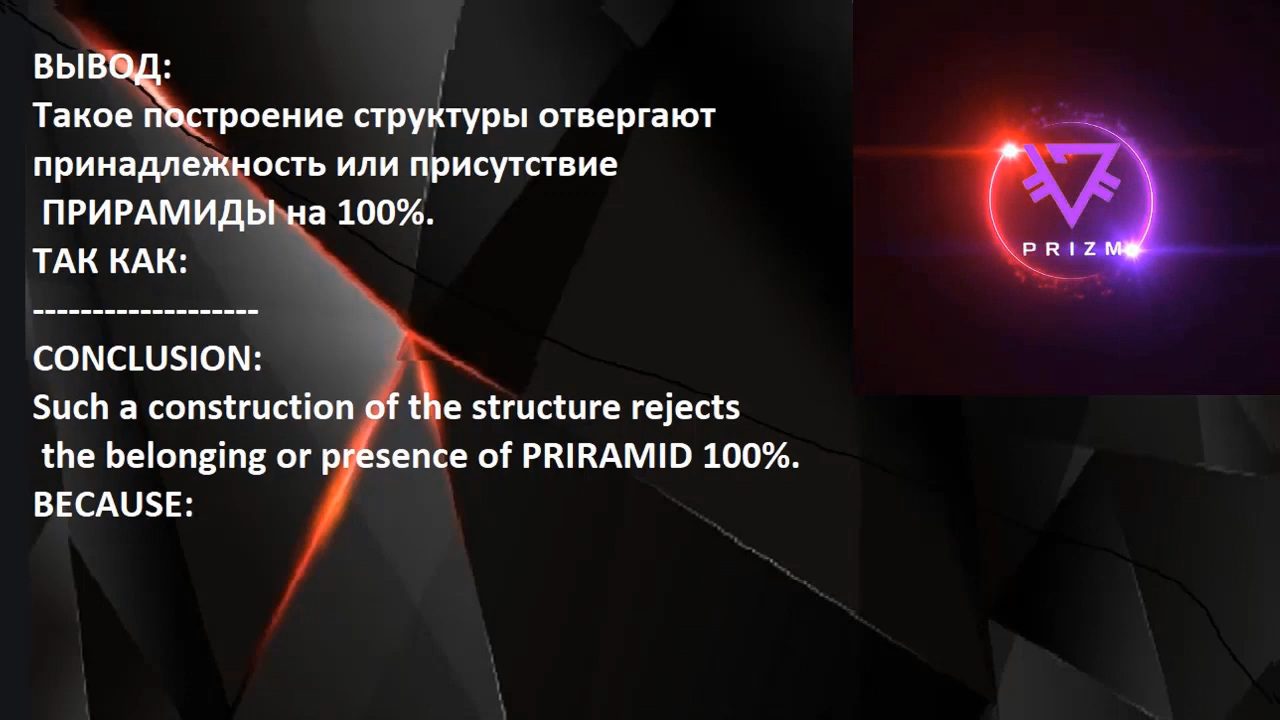 ВЫВОД:
Такое построение структуры отвергают
принадлежность или присутствие
ПРИРАМИДЫ на 100%.
ТАК КАК:
-------------------
CONCLUSION:
Such a construction of the structure rejects
the belonging or presence of PRIRAMID 100%.
BECAUSE:
PRIZM